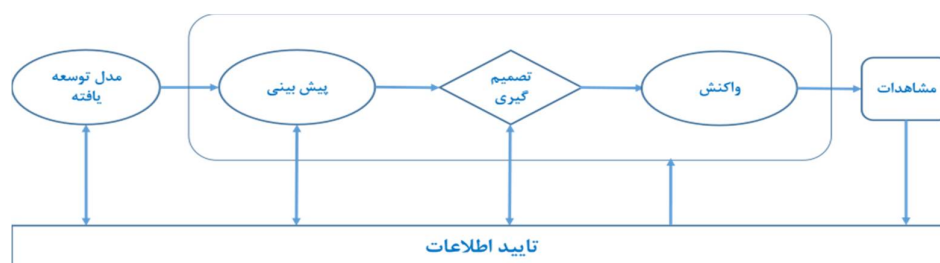 مدل توسعه
یافته
پیش بینی
تصمیم
گیری
واکنش
مشاهدات
تایید اطلاعات